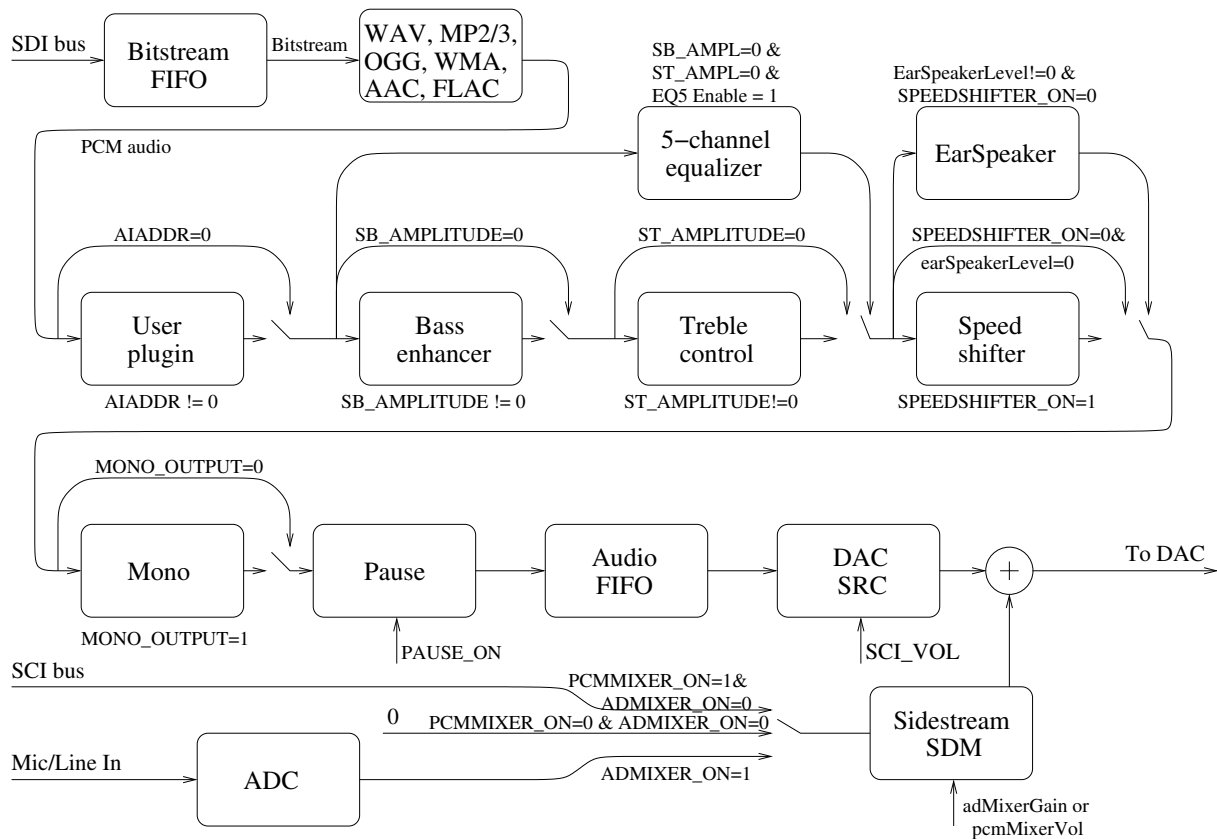 SDI bus
Bitstream
FIFO
Bitstream
WAV, MP2/3,
OGG, WMA,
AAC, FLAC
SB_AMPL=0 &
ST_AMPL=0 &
EQ5 Enable = 1
5−channel
equalizer
EarSpeakerLevel!=0 &
SPEEDSHIFTER_ON=0
EarSpeaker
PCM audio
AIADDR=0
User
plugin
AIADDR != 0
SB_AMPLITUDE=0
Bass
enhancer
SB_AMPLITUDE != 0
ST_AMPLITUDE=0
Treble
control
ST_AMPLITUDE!=0
SPEEDSHIFTER_ON=0&
earSpeakerLevel=0
Speed
shifter
SPEEDSHIFTER_ON=1
MONO_OUTPUT=0
Mono
MONO_OUTPUT=1
Pause
PAUSE_ON
Audio
FIFO
DAC
SRC
SCI_VOL
+
To DAC
SCI bus
PCMMIXER_ON=1&
ADMIXER_ON=0
0
PCMMIXER_ON=0 & ADMIXER_ON=0
Mic/Line In
ADC
ADMIXER_ON=1
Sidestream
SDM
adMixerGain or
pcmMixerVol